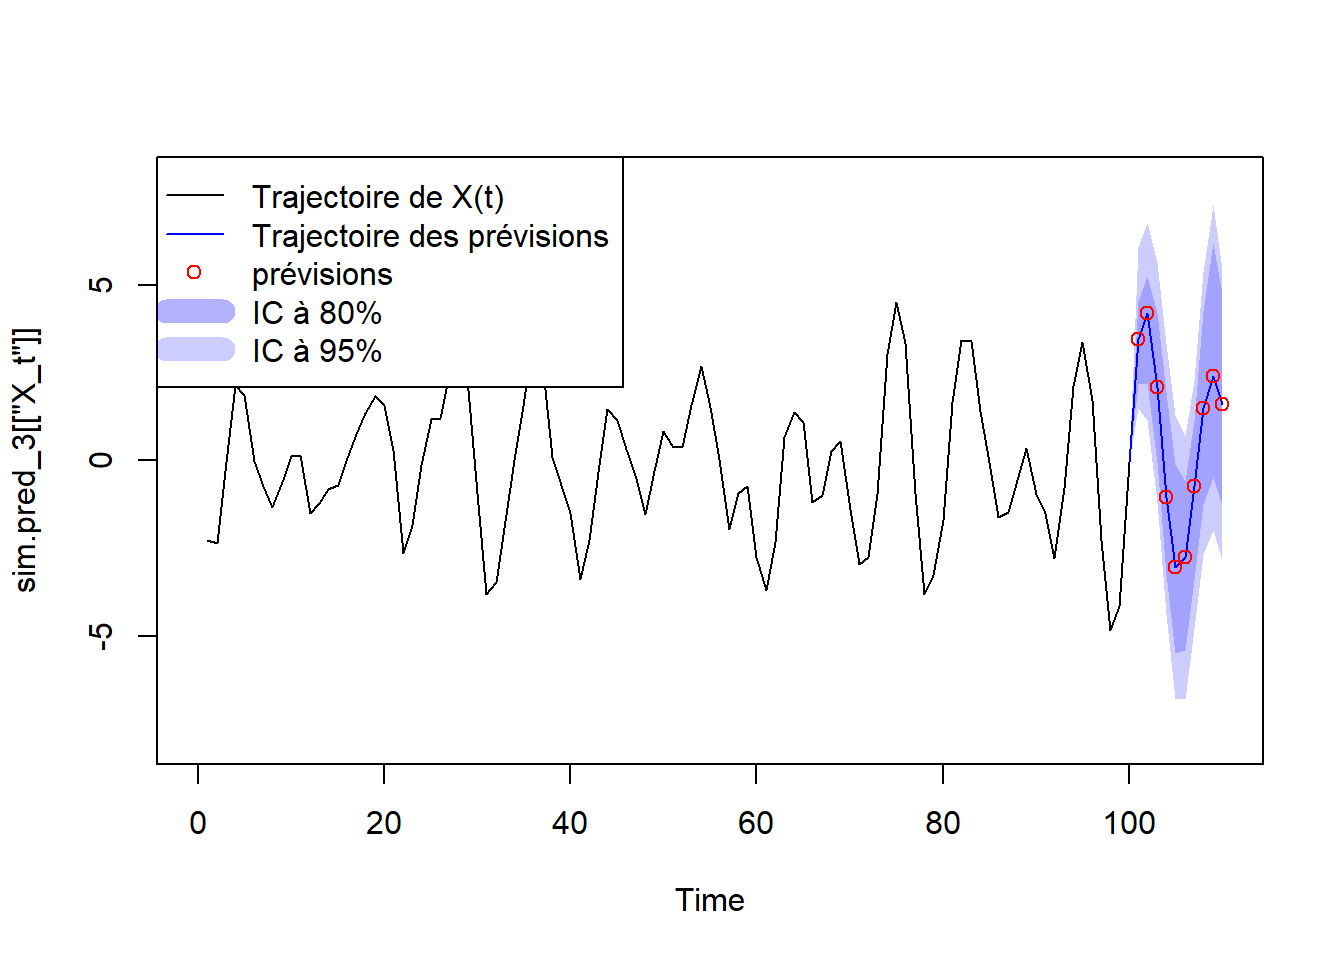 Trajectoire de X(t)
Trajectoire des prévisions
prévisions
IC à 80%
IC à 95%
sim.pred_3[["X_t"]]
5
0
-5
0 20 40 60 80 100
Time